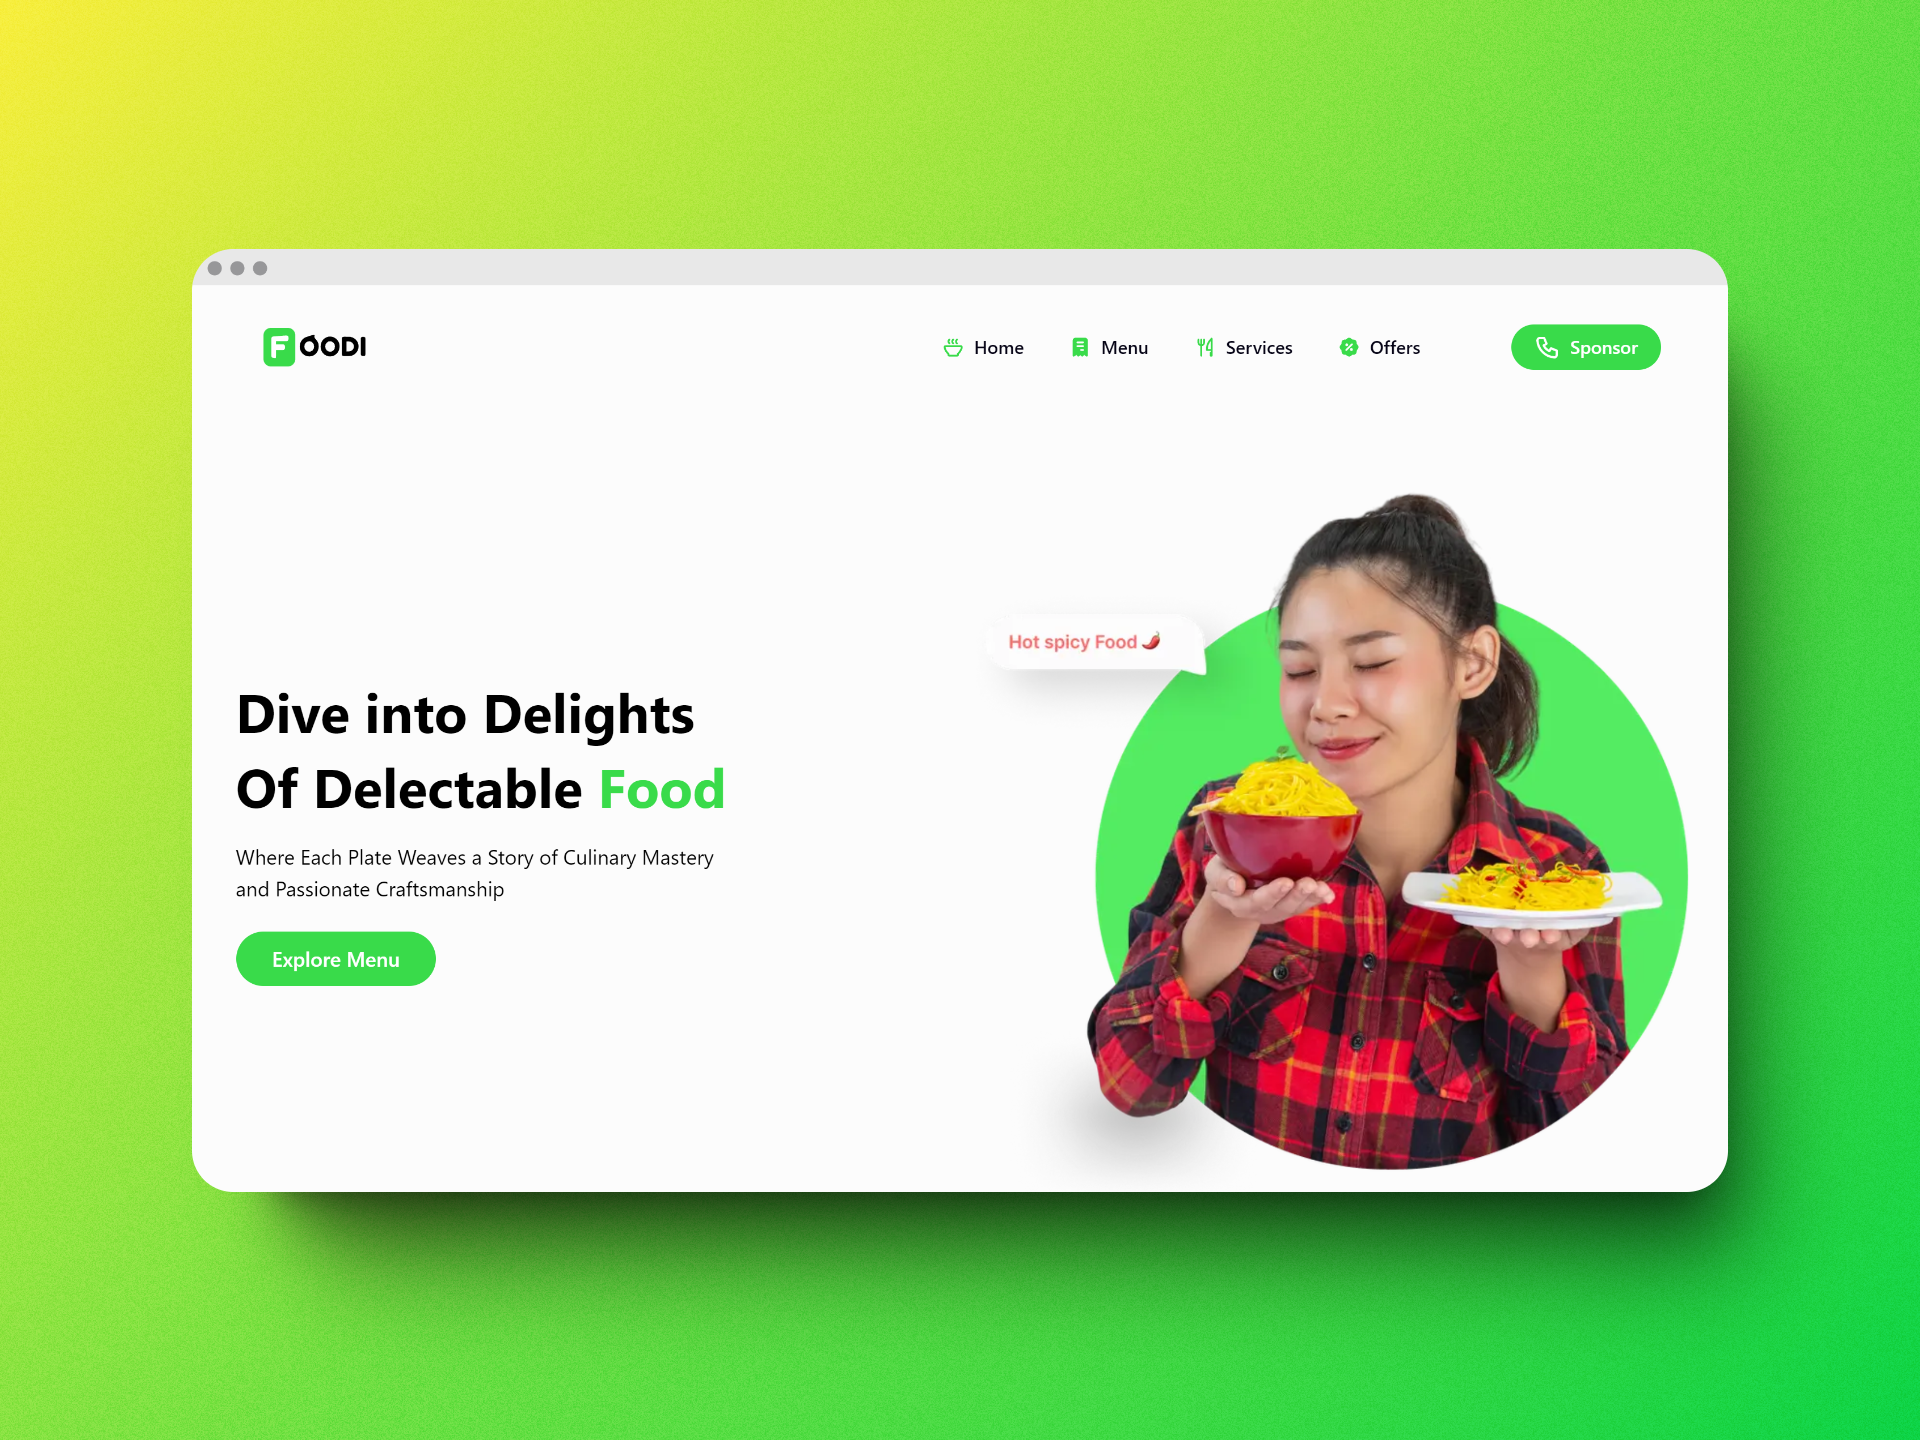 FOODI
Home Menu Services Offers Sponsor
Hot spicy Food 🌶️
Dive into Delights
Of Delectable Food
Where Each Plate Weaves a Story of Culinary Mastery
and Passionate Craftsmanship
Explore Menu